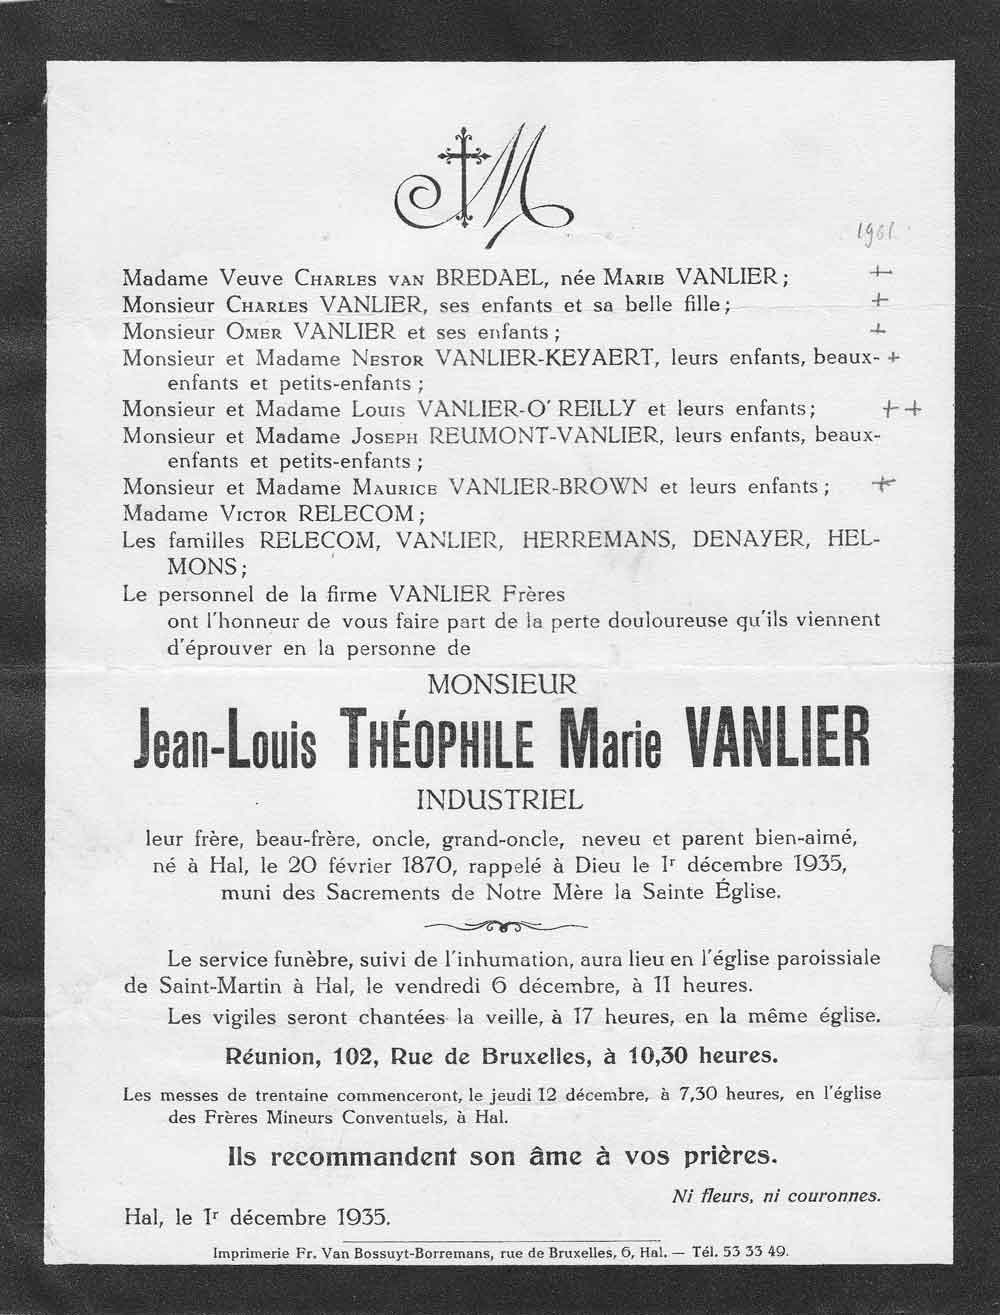 M
1961
Madame Veuve CHARLES VAN BREDAEL, née MARIE VANLIER; +
Monsieur CHARLES VANLIER, ses enfants et sa belle fille; +
Monsieur OMER VANLIER et ses enfants; +
Monsieur et Madame NESTOR VANLIER-KEYAERT, leurs enfants, beaux- +
enfants et petits-enfants;
Monsieur et Madame LOUIS VANLIER-O'REILLY et leurs enfants; ++
Monsieur et Madame JOSEPH REUMONT-VANLIER, leurs enfants, beaux-
enfants et petits-enfants;
Monsieur et Madame MAURICE VANLIER-BROWN et leurs enfants; +
Madame VICTOR RELECOM;
Les familles RELECOM, VANLIER, HERREMANS, DENAYER, HEL-
MONS;
Le personnel de la firme VANLIER Frères
ont l'honneur de vous faire part de la perte douloureuse qu'ils viennent
d'éprouver en la personne de
MONSIEUR
Jean-Louis THÉOPHILE Marie VANLIER
INDUSTRIEL
leur frère, beau-frère, oncle, grand-oncle, neveu et parent bien-aimé,
né à Hal, le 20 février 1870, rappelé à Dieu le 1r décembre 1935,
muni des Sacrements de Notre Mère la Sainte Église.
Le service funèbre, suivi de l'inhumation, aura lieu en l'église paroissiale
de Saint-Martin à Hal, le vendredi 6 décembre, à 11 heures.
Les vigiles seront chantées la veille, à 17 heures, en la même église.
Réunion, 102, Rue de Bruxelles, à 10,30 heures.
Les messes de trentaine commenceront, le jeudi 12 décembre, à 7,30 heures, en l'église
des Frères Mineurs Conventuels, à Hal.
Ils recommandent son âme à vos prières.
Ni fleurs, ni couronnes.
Hal, le 1r décembre 1935.
Imprimerie Fr. Van Bossuyt-Borremans, rue de Bruxelles, 6, Hal. — Tél. 53 33 49.